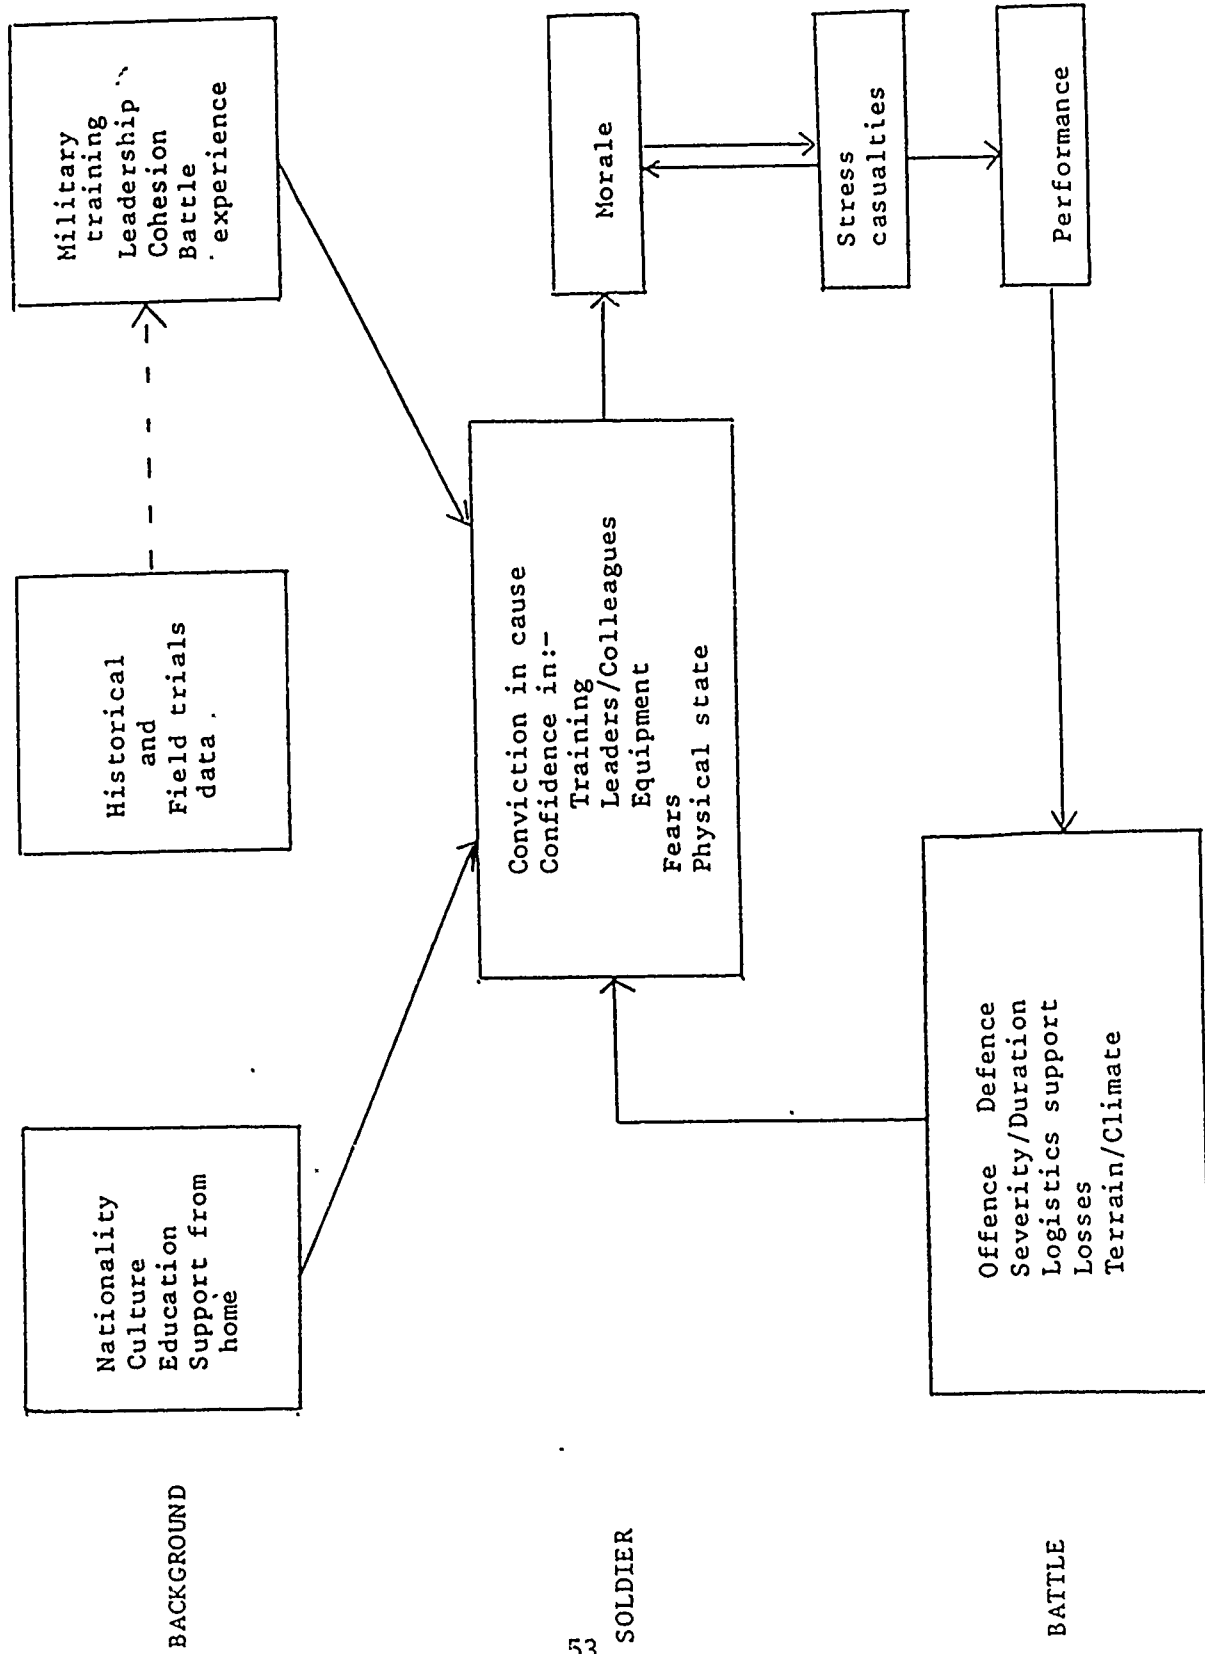 BACKGROUND
Nationality
Culture
Education
Support from
home
Historical
and
Field trials
data
Military
training
Leadership
Cohesion
Battle
experience
SOLDIER
Conviction in cause
Confidence in:-
Training
Leaders/Colleagues
Equipment
Fears
Physical state
Morale
Stress
casualties
Performance
BATTLE
Offence Defence
Severity/Duration
Logistics support
Losses
Terrain/Climate
53